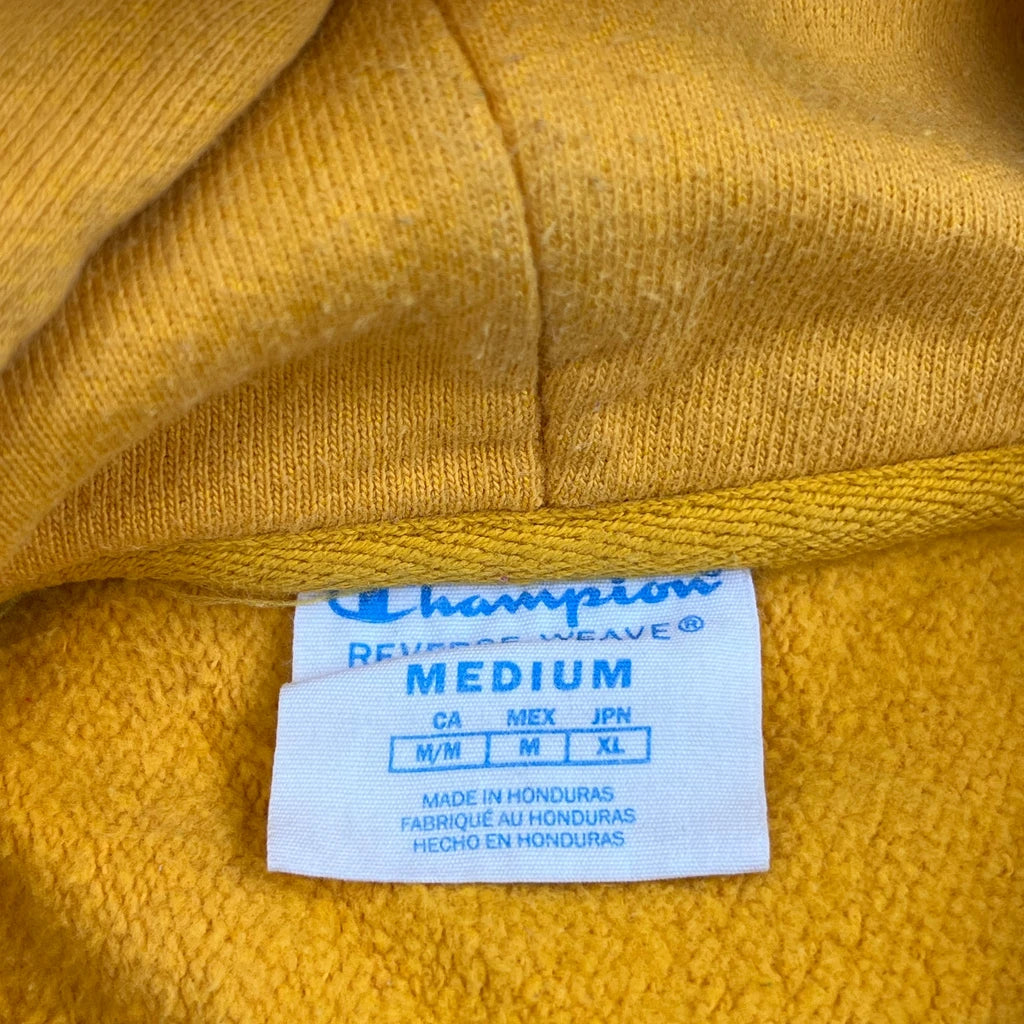 Champion
REVERSE WEAVE®
MEDIUM
CA MEX JPN
M/M M XL
MADE IN HONDURAS
FABRIQUÉ AU HONDURAS
HECHO EN HONDURAS